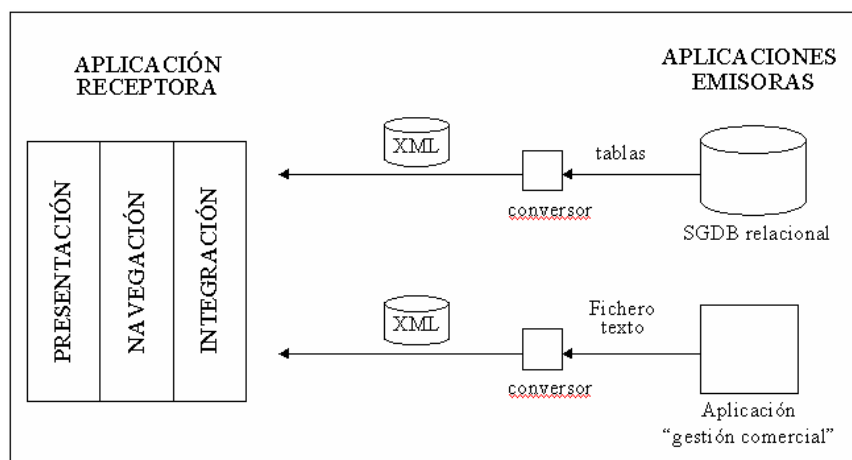 APLICACIÓN
RECEPTORA
APLICACIONES
EMISORAS
PRESENTACIÓN
NAVEGACIÓN
INTEGRACIÓN
XML
conversor
tablas
SGDB relacional
XML
conversor
Fichero
texto
Aplicación
“gestión comercial”